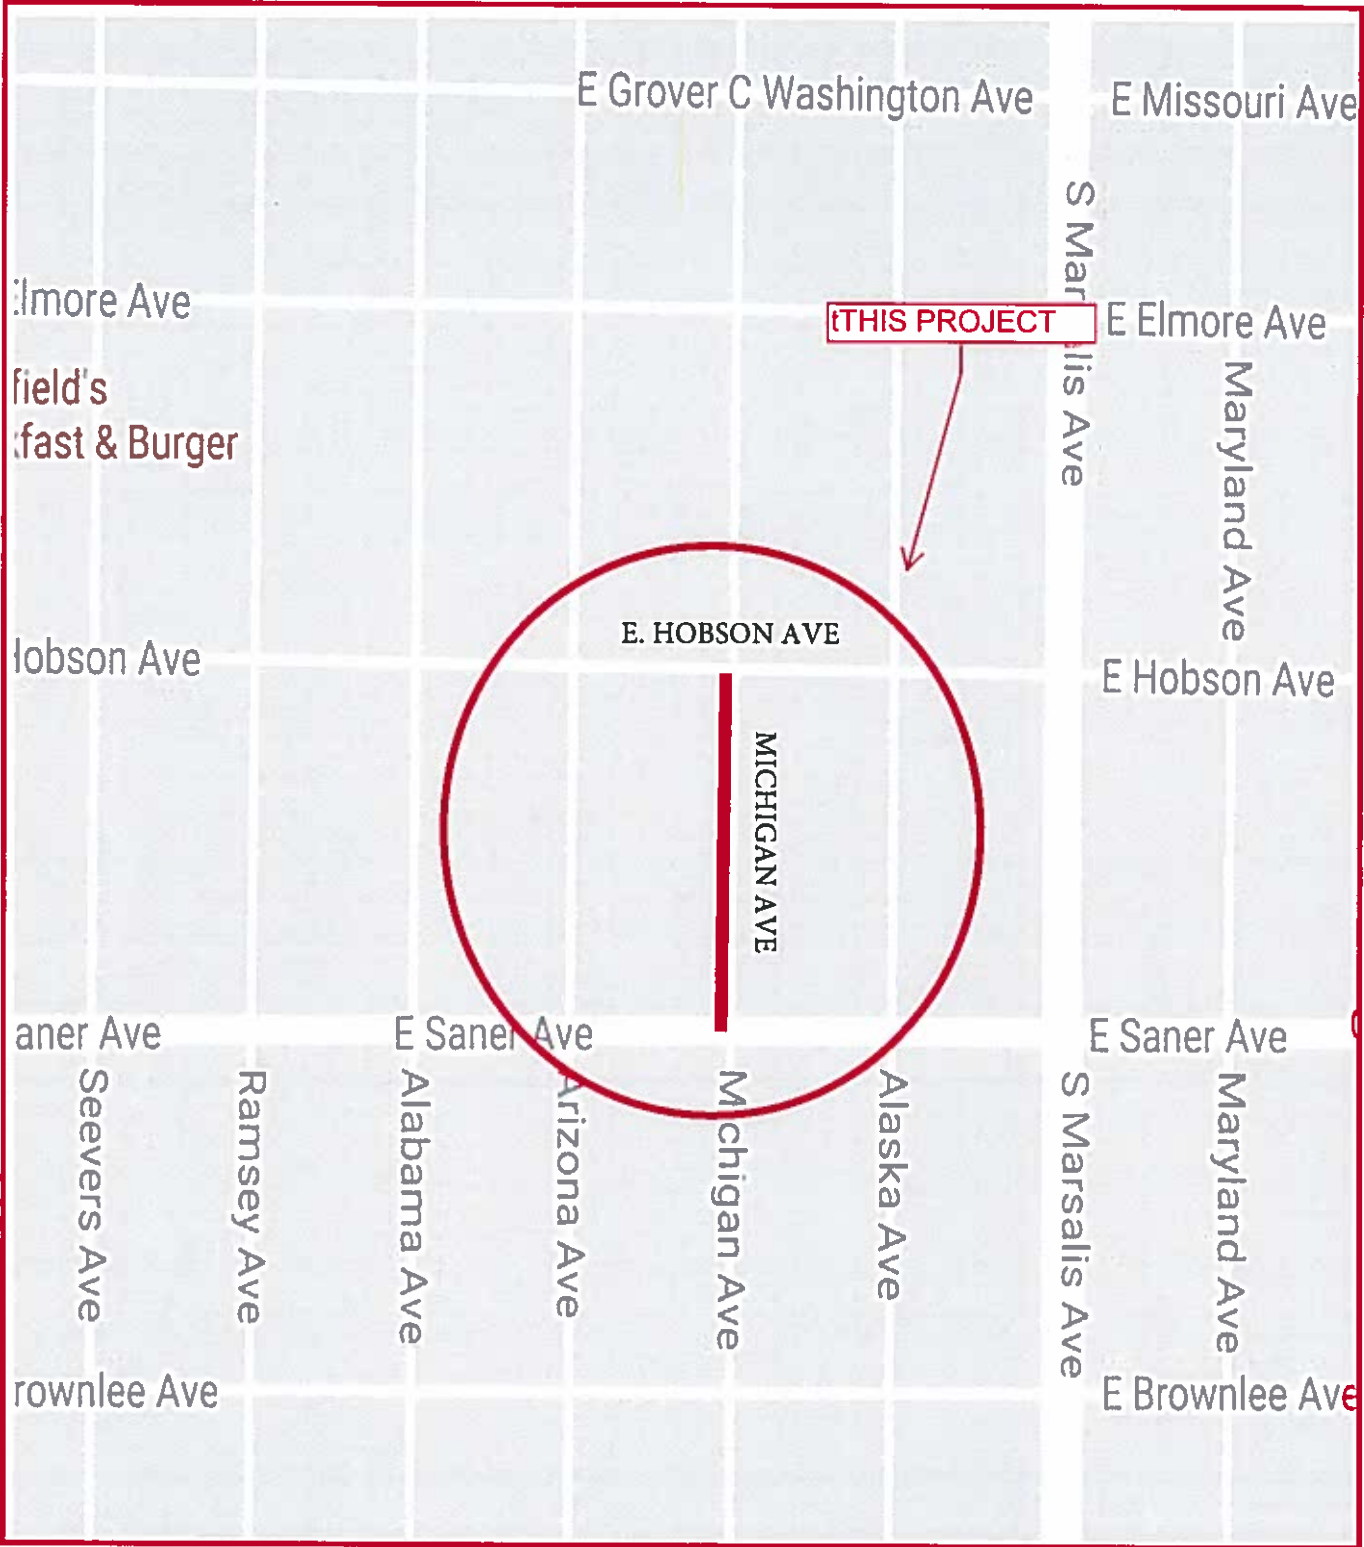 E Grover C Washington Ave
E Missouri Ave
S Mar
lis Ave
lmore Ave
tTHIS PROJECT
E Elmore Ave
field's
fast & Burger
Maryland Ave
E. HOBSON AVE
Hobson Ave
E Hobson Ave
MICHIGAN AVE
aner Ave
E Saner Ave
E Saner Ave
Seevers Ave
Ramsey Ave
Alabama Ave
Arizona Ave
Michigan Ave
Alaska Ave
S Marsalis Ave
Maryland Ave
rownlee Ave
E Brownlee Ave